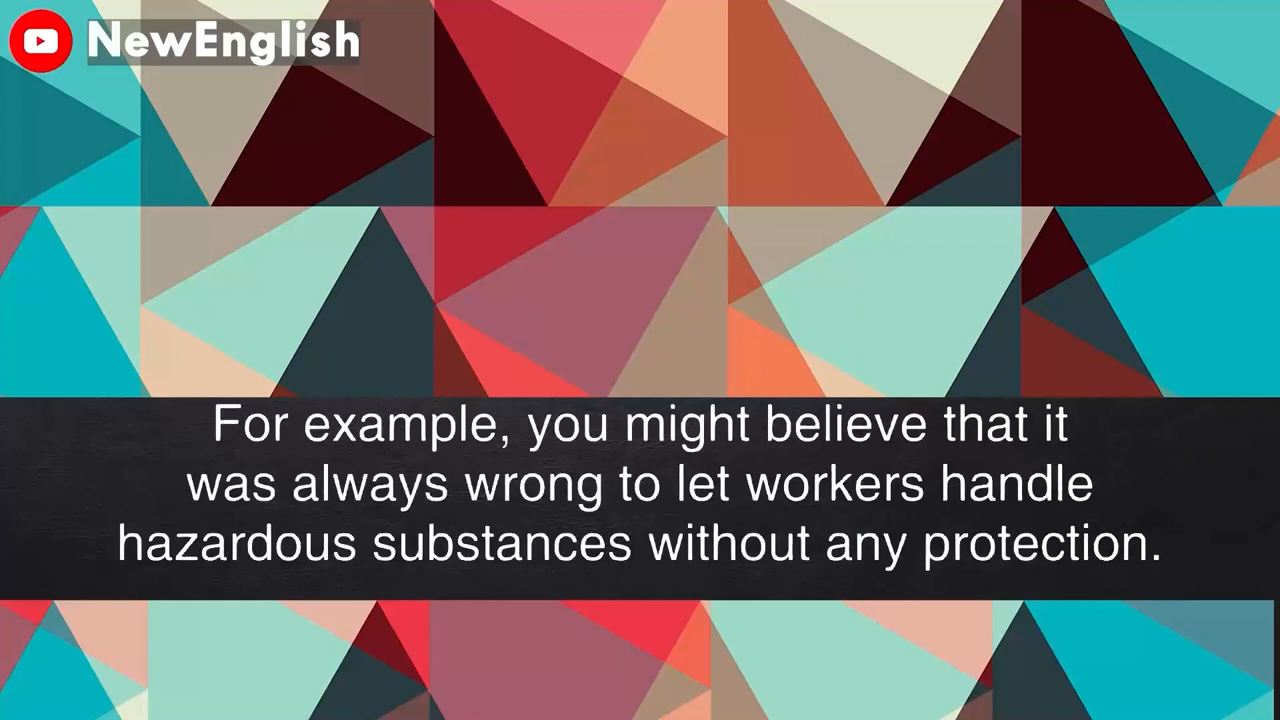 NewEnglish
For example, you might believe that it
was always wrong to let workers handle
hazardous substances without any protection.